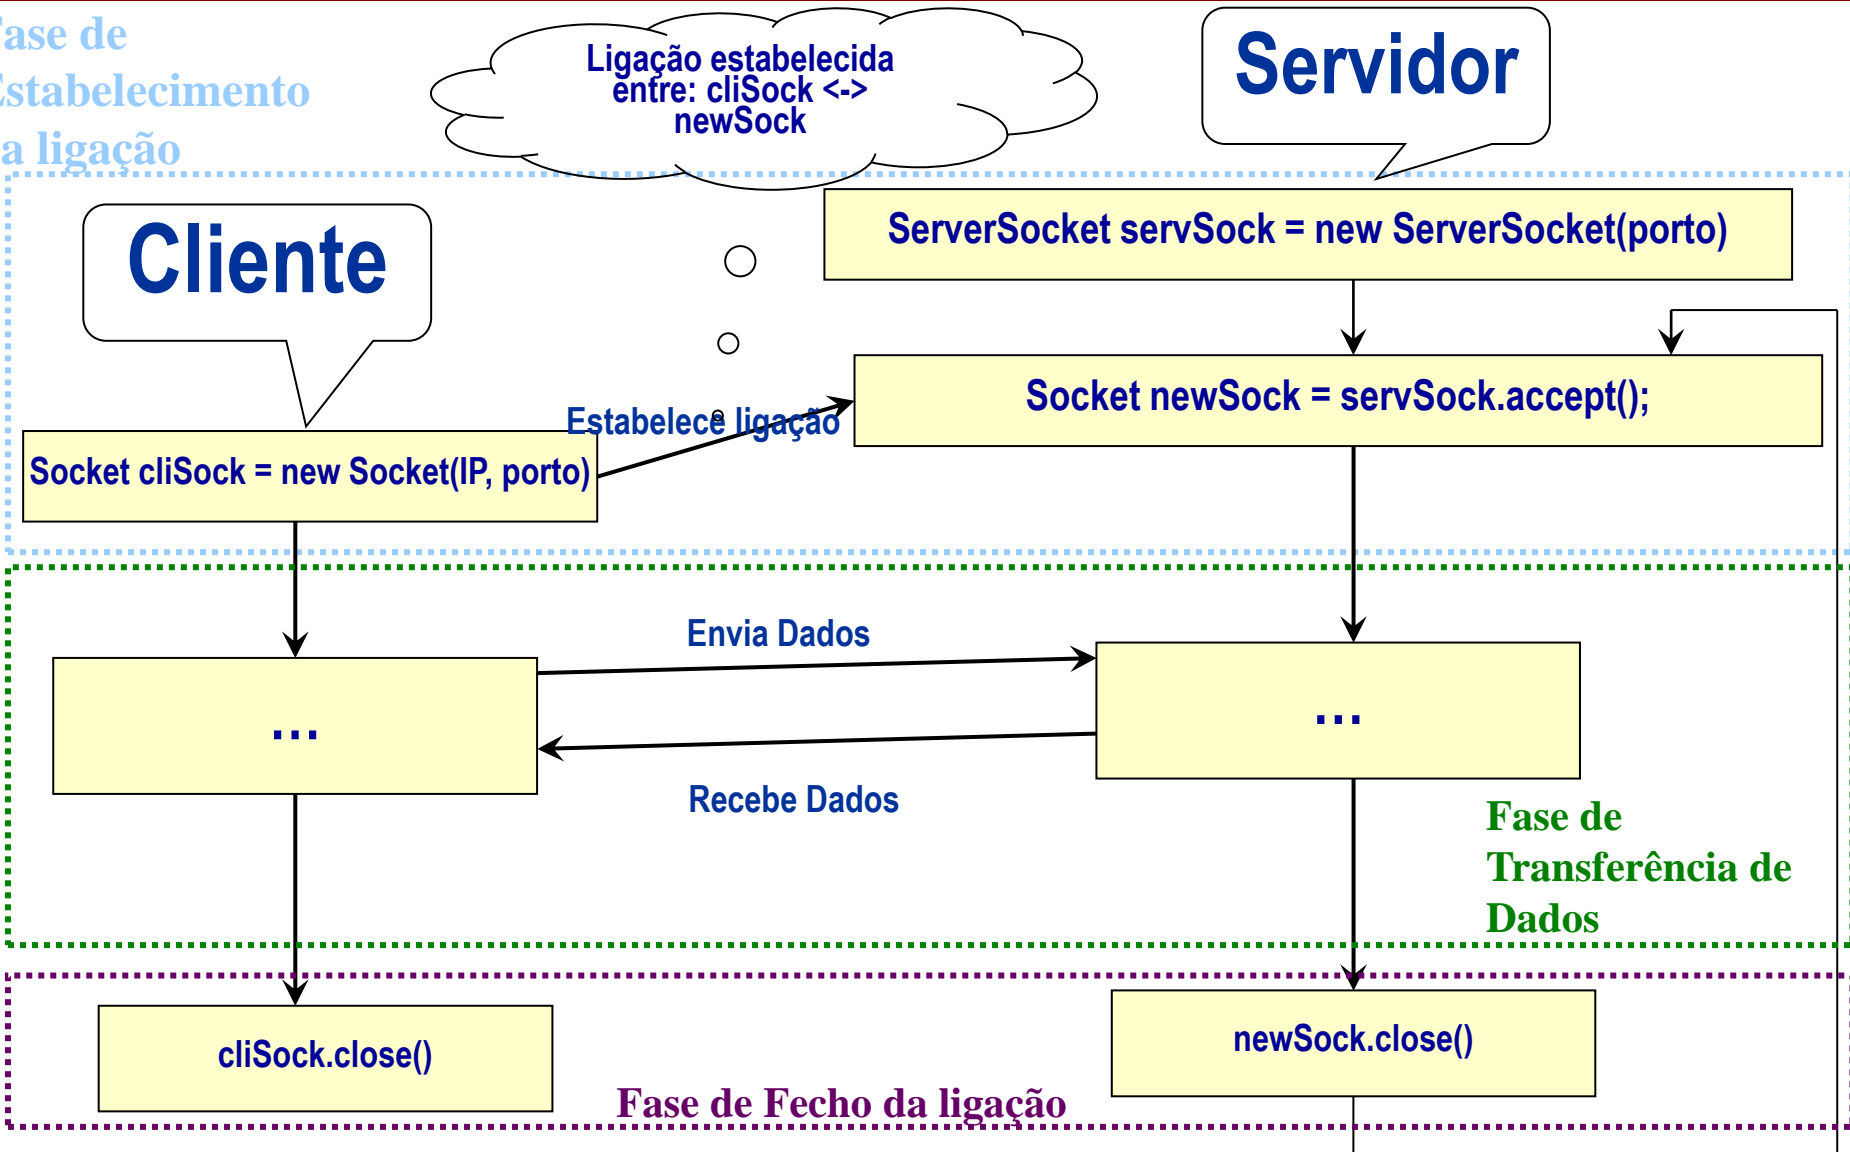 ase de
Estabelecimento
a ligação
Ligação estabelecida
entre: cliSock <->
newSock
Servidor
Cliente
ServerSocket servSock = new ServerSocket(porto)
Socket newSock = servSock.accept();
Estabelece ligação
Socket cliSock = new Socket(IP, porto)
Envia Dados
...
...
Recebe Dados
Fase de
Transferência de
Dados
cliSock.close()
newSock.close()
Fase de Fecho da ligação